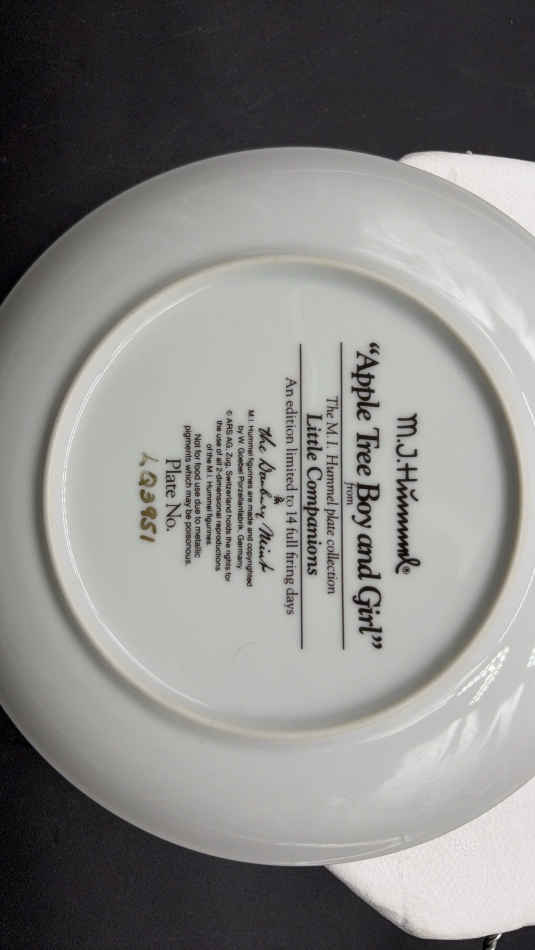 M.J. Hummel®
"Apple Tree Boy and Girl"
from
The M.I. Hummel plate collection
Little Companions
An edition limited to 14 full firing days
The Danbury Mint
M.I. Hummel figurines are made and copyrighted
by W. Goebel Porzellanfabrik, Germany.
© ARS AG, Zug, Switzerland holds the rights for
the use of all 2-dimensional reproductions
of the M.I. Hummel figurines.
Not for food use due to metallic
pigments which may be poisonous.
Plate No.
LQ3951